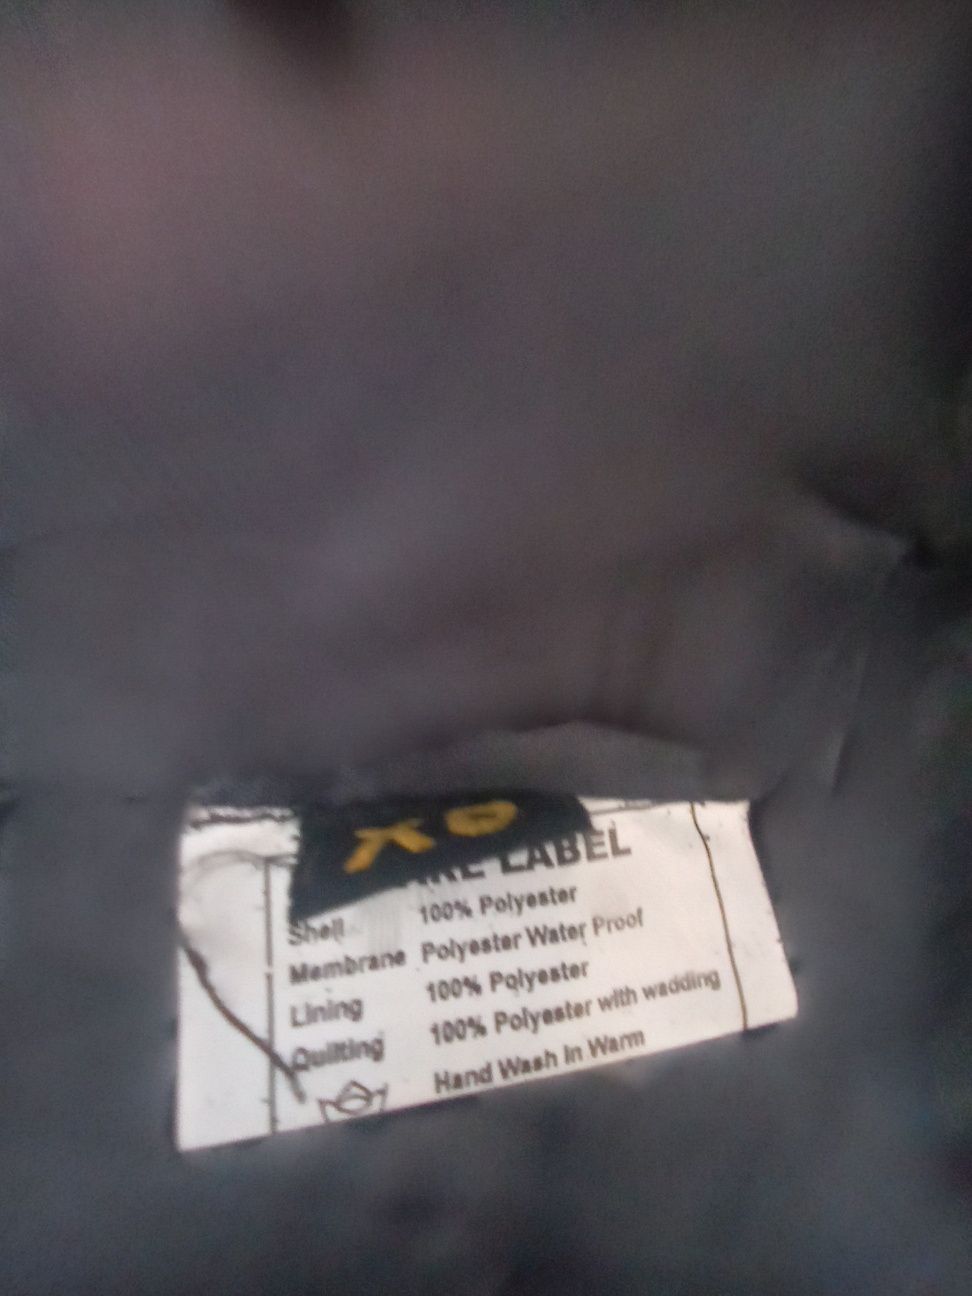 LABEL
Shell 100% Polyester
Membrane Polyester Water Proof
Lining 100% Polyester
Quilting 100% Polyester with wadding
Hand Wash In Warm